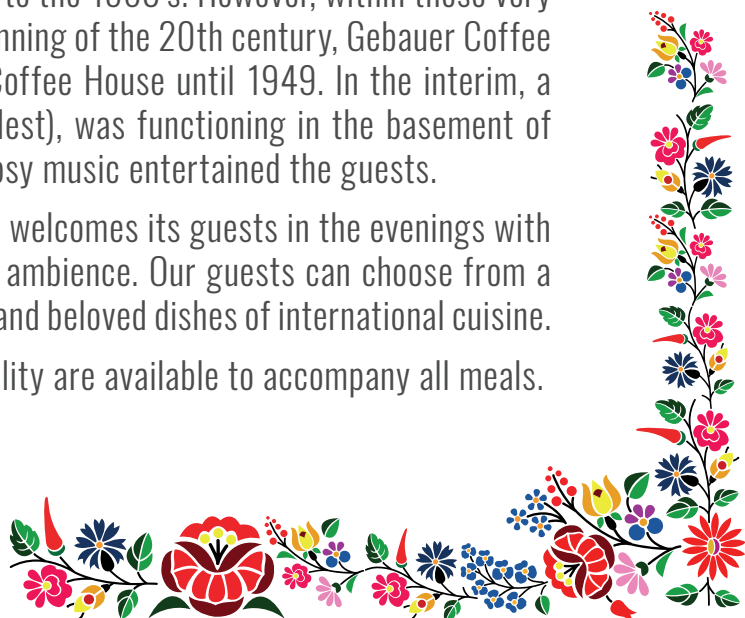 nning of the 20th century, Gebauer Coffee
Coffee House until 1949. In the interim, a
lest), was functioning in the basement of
osy music entertained the guests.
welcomes its guests in the evenings with
ambience. Our guests can choose from a
and beloved dishes of international cuisine.
lity are available to accompany all meals.